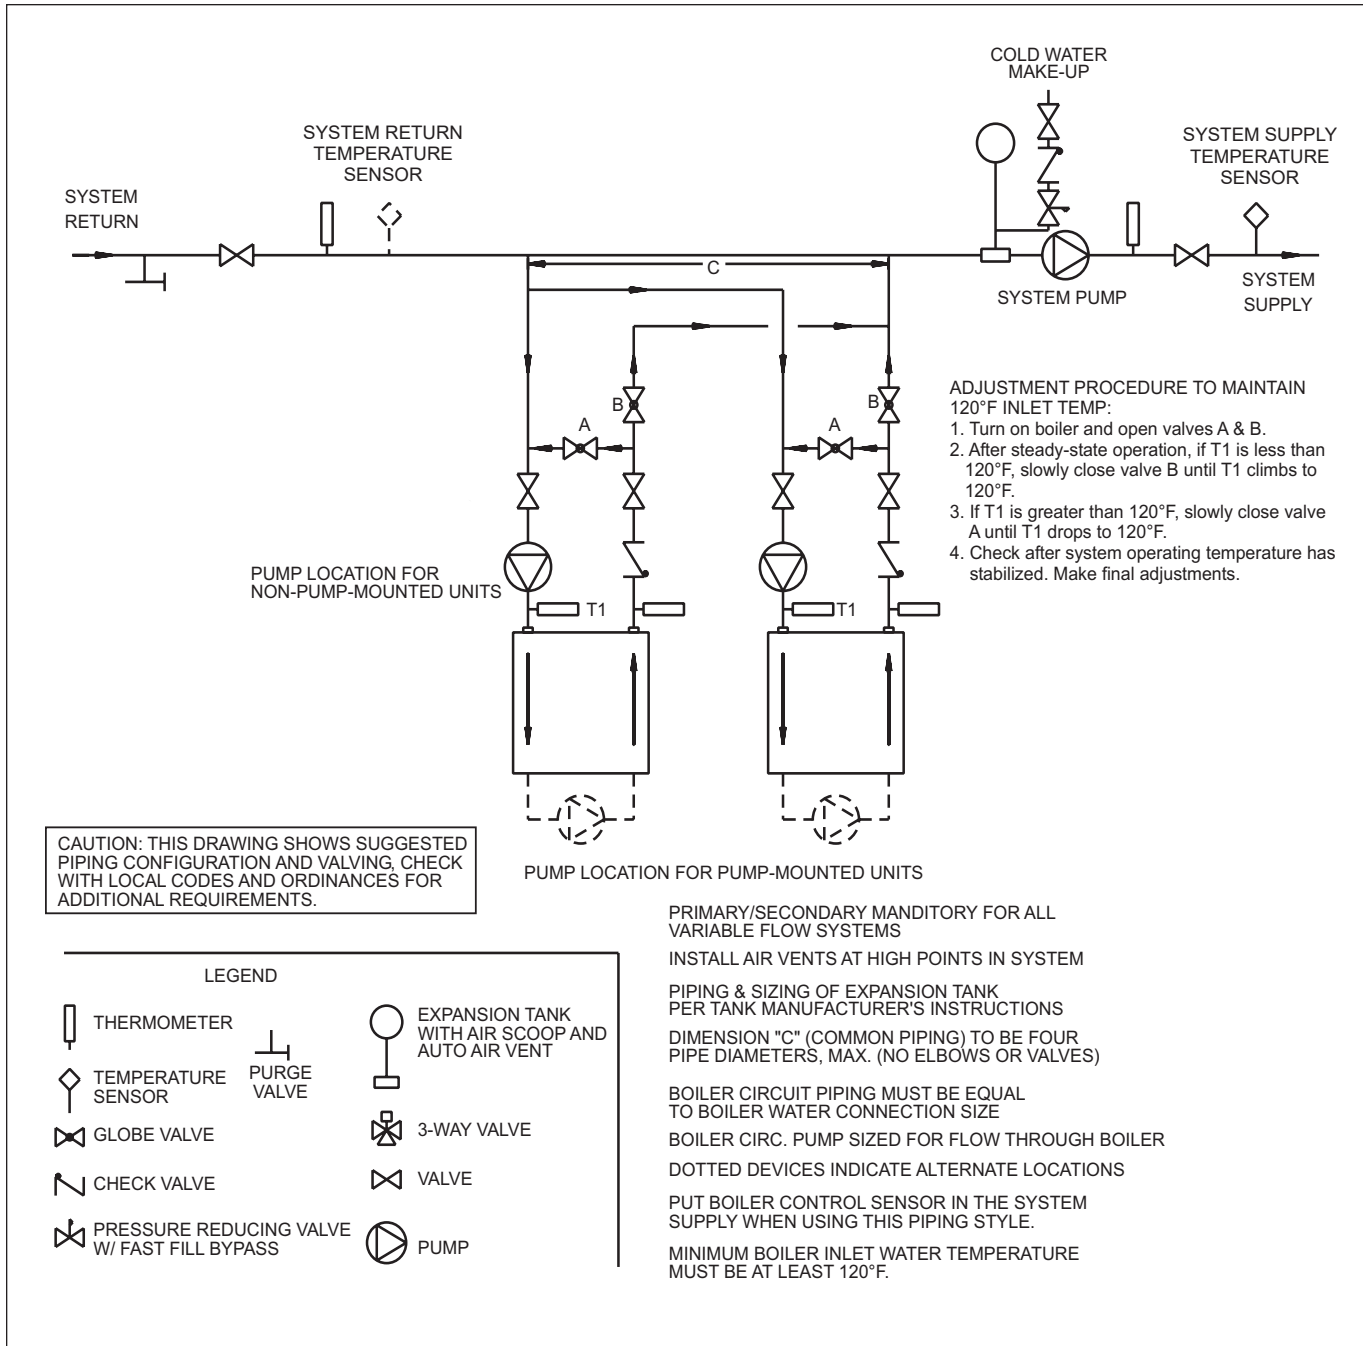 COLD WATER
MAKE-UP
SYSTEM RETURN
TEMPERATURE
SENSOR
SYSTEM SUPPLY
TEMPERATURE
SENSOR
SYSTEM
RETURN
C
SYSTEM PUMP
SYSTEM
SUPPLY
B
A
B
A
ADJUSTMENT PROCEDURE TO MAINTAIN
120°F INLET TEMP:
1. Turn on boiler and open valves A & B.
2. After steady-state operation, if T1 is less than
120°F, slowly close valve B until T1 climbs to
120°F.
3. If T1 is greater than 120°F, slowly close valve
A until T1 drops to 120°F.
4. Check after system operating temperature has
stabilized. Make final adjustments.
PUMP LOCATION FOR
NON-PUMP-MOUNTED UNITS
T1
T1
PUMP LOCATION FOR PUMP-MOUNTED UNITS
CAUTION: THIS DRAWING SHOWS SUGGESTED
PIPING CONFIGURATION AND VALVING, CHECK
WITH LOCAL CODES AND ORDINANCES FOR
ADDITIONAL REQUIREMENTS.
LEGEND
THERMOMETER
TEMPERATURE
SENSOR
GLOBE VALVE
CHECK VALVE
PRESSURE REDUCING VALVE
W/ FAST FILL BYPASS
PURGE
VALVE
EXPANSION TANK
WITH AIR SCOOP AND
AUTO AIR VENT
3-WAY VALVE
VALVE
PUMP
PRIMARY/SECONDARY MANDITORY FOR ALL
VARIABLE FLOW SYSTEMS
INSTALL AIR VENTS AT HIGH POINTS IN SYSTEM
PIPING & SIZING OF EXPANSION TANK
PER TANK MANUFACTURER'S INSTRUCTIONS
DIMENSION "C" (COMMON PIPING) TO BE FOUR
PIPE DIAMETERS, MAX. (NO ELBOWS OR VALVES)
BOILER CIRCUIT PIPING MUST BE EQUAL
TO BOILER WATER CONNECTION SIZE
BOILER CIRC. PUMP SIZED FOR FLOW THROUGH BOILER
DOTTED DEVICES INDICATE ALTERNATE LOCATIONS
PUT BOILER CONTROL SENSOR IN THE SYSTEM
SUPPLY WHEN USING THIS PIPING STYLE.
MINIMUM BOILER INLET WATER TEMPERATURE
MUST BE AT LEAST 120°F.